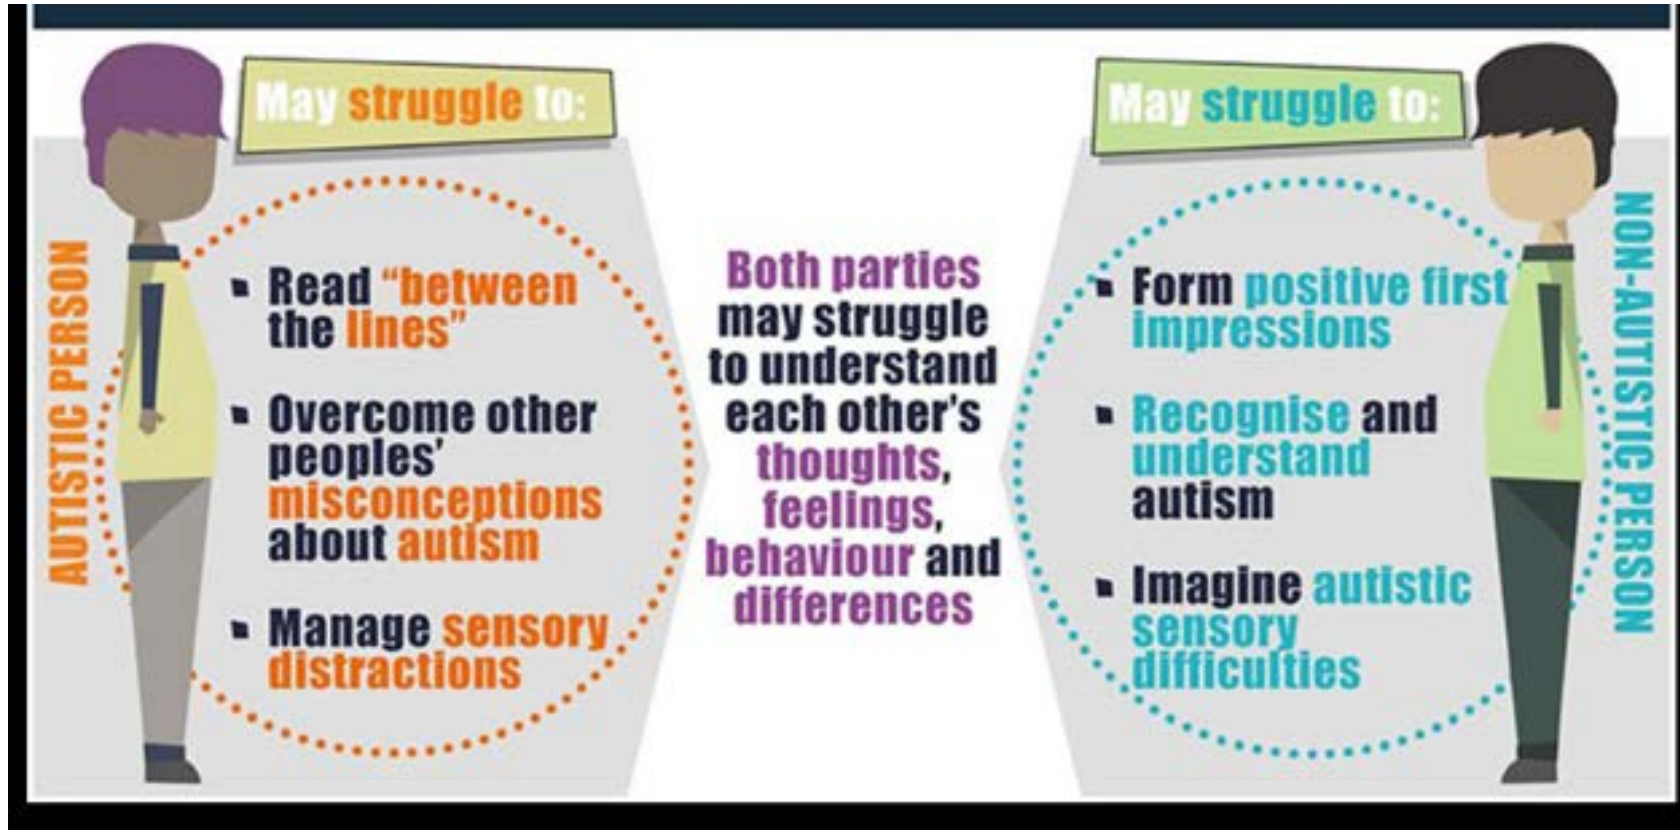 AUTISTIC PERSON
May struggle to:
Read “between
the lines”
Overcome other
peoples’
misconceptions
about autism
Manage sensory
distractions
Both parties
may struggle
to understand
each other’s
thoughts,
feelings,
behaviour and
differences
May struggle to:
Form positive first
impressions
Recognise and
understand
autism
Imagine autistic
sensory
difficulties
NON-AUTISTIC PERSON